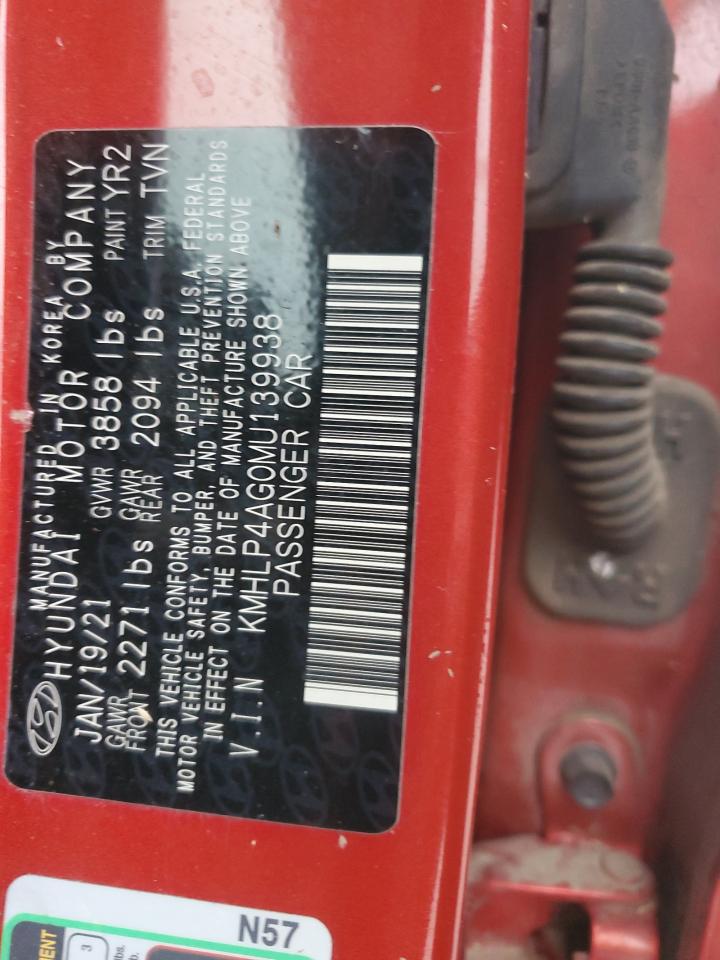 MANUFACTURED IN KOREA BY
HYUNDAI MOTOR COMPANY
JAN/19/21 GVWR 3858 lbs PAINT YR2
GAWR FRONT 2271 lbs GAWR REAR 2094 lbs TRIM TVN
THIS VEHICLE CONFORMS TO ALL APPLICABLE U.S.A. FEDERAL
MOTOR VEHICLE SAFETY, BUMPER, AND THEFT PREVENTION STANDARDS
IN EFFECT ON THE DATE OF MANUFACTURE SHOWN ABOVE
V.I.N KMHLP4AG0MU139938
PASSENGER CAR
N57
3
lbs.